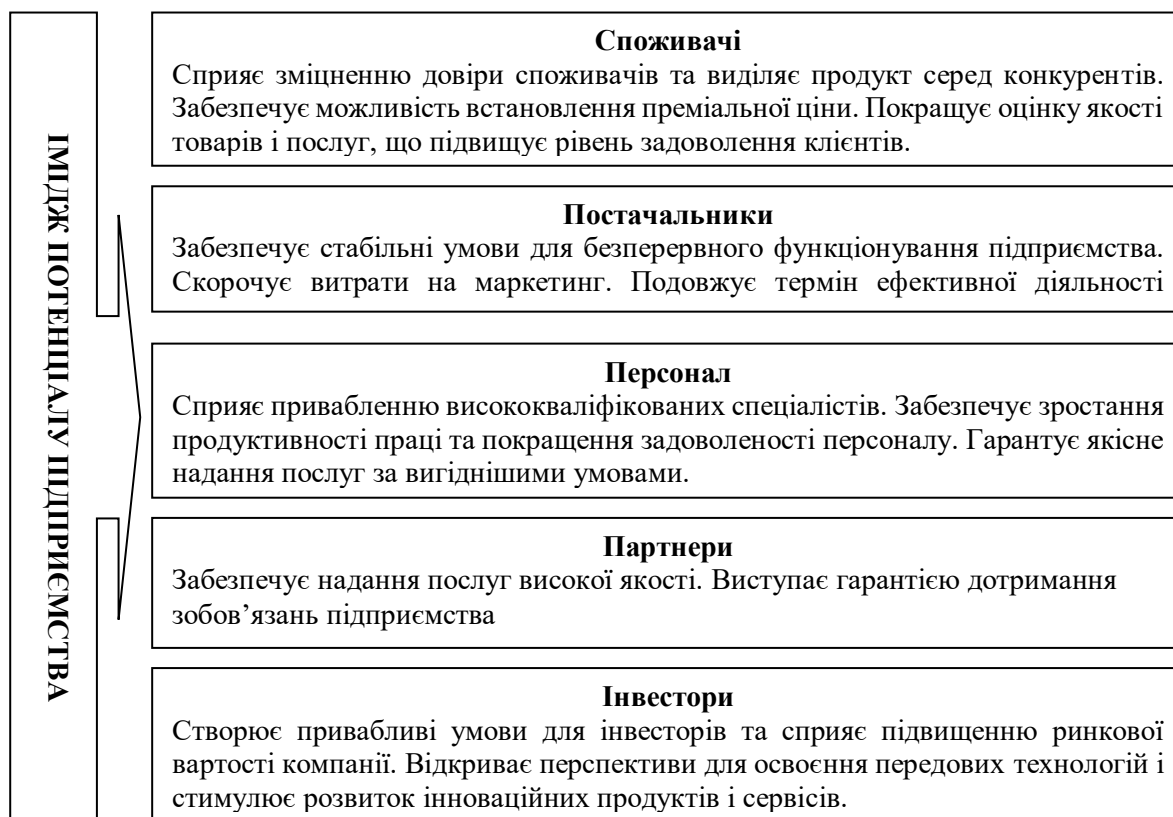 ІМІДЖ ПОТЕНЦІАЛУ ПІДПРИЄМСТВА
Споживачі
Сприяє зміцненню довіри споживачів та виділяє продукт серед конкурентів.
Забезпечує можливість встановлення преміальної ціни. Покращує оцінку якості
товарів і послуг, що підвищує рівень задоволення клієнтів.
Постачальники
Забезпечує стабільні умови для безперервного функціонування підприємства.
Скорочує витрати на маркетинг. Подовжує термін ефективної діяльності
Персонал
Сприяє привабленню висококваліфікованих спеціалістів. Забезпечує зростання
продуктивності праці та покращення задоволеності персоналу. Гарантує якісне
надання послуг за вигіднішими умовами.
Партнери
Забезпечує надання послуг високої якості. Виступає гарантією дотримання
зобов’язань підприємства
Інвестори
Створює привабливі умови для інвесторів та сприяє підвищенню ринкової
вартості компанії. Відкриває перспективи для освоєння передових технологій і
стимулює розвиток інноваційних продуктів і сервісів.